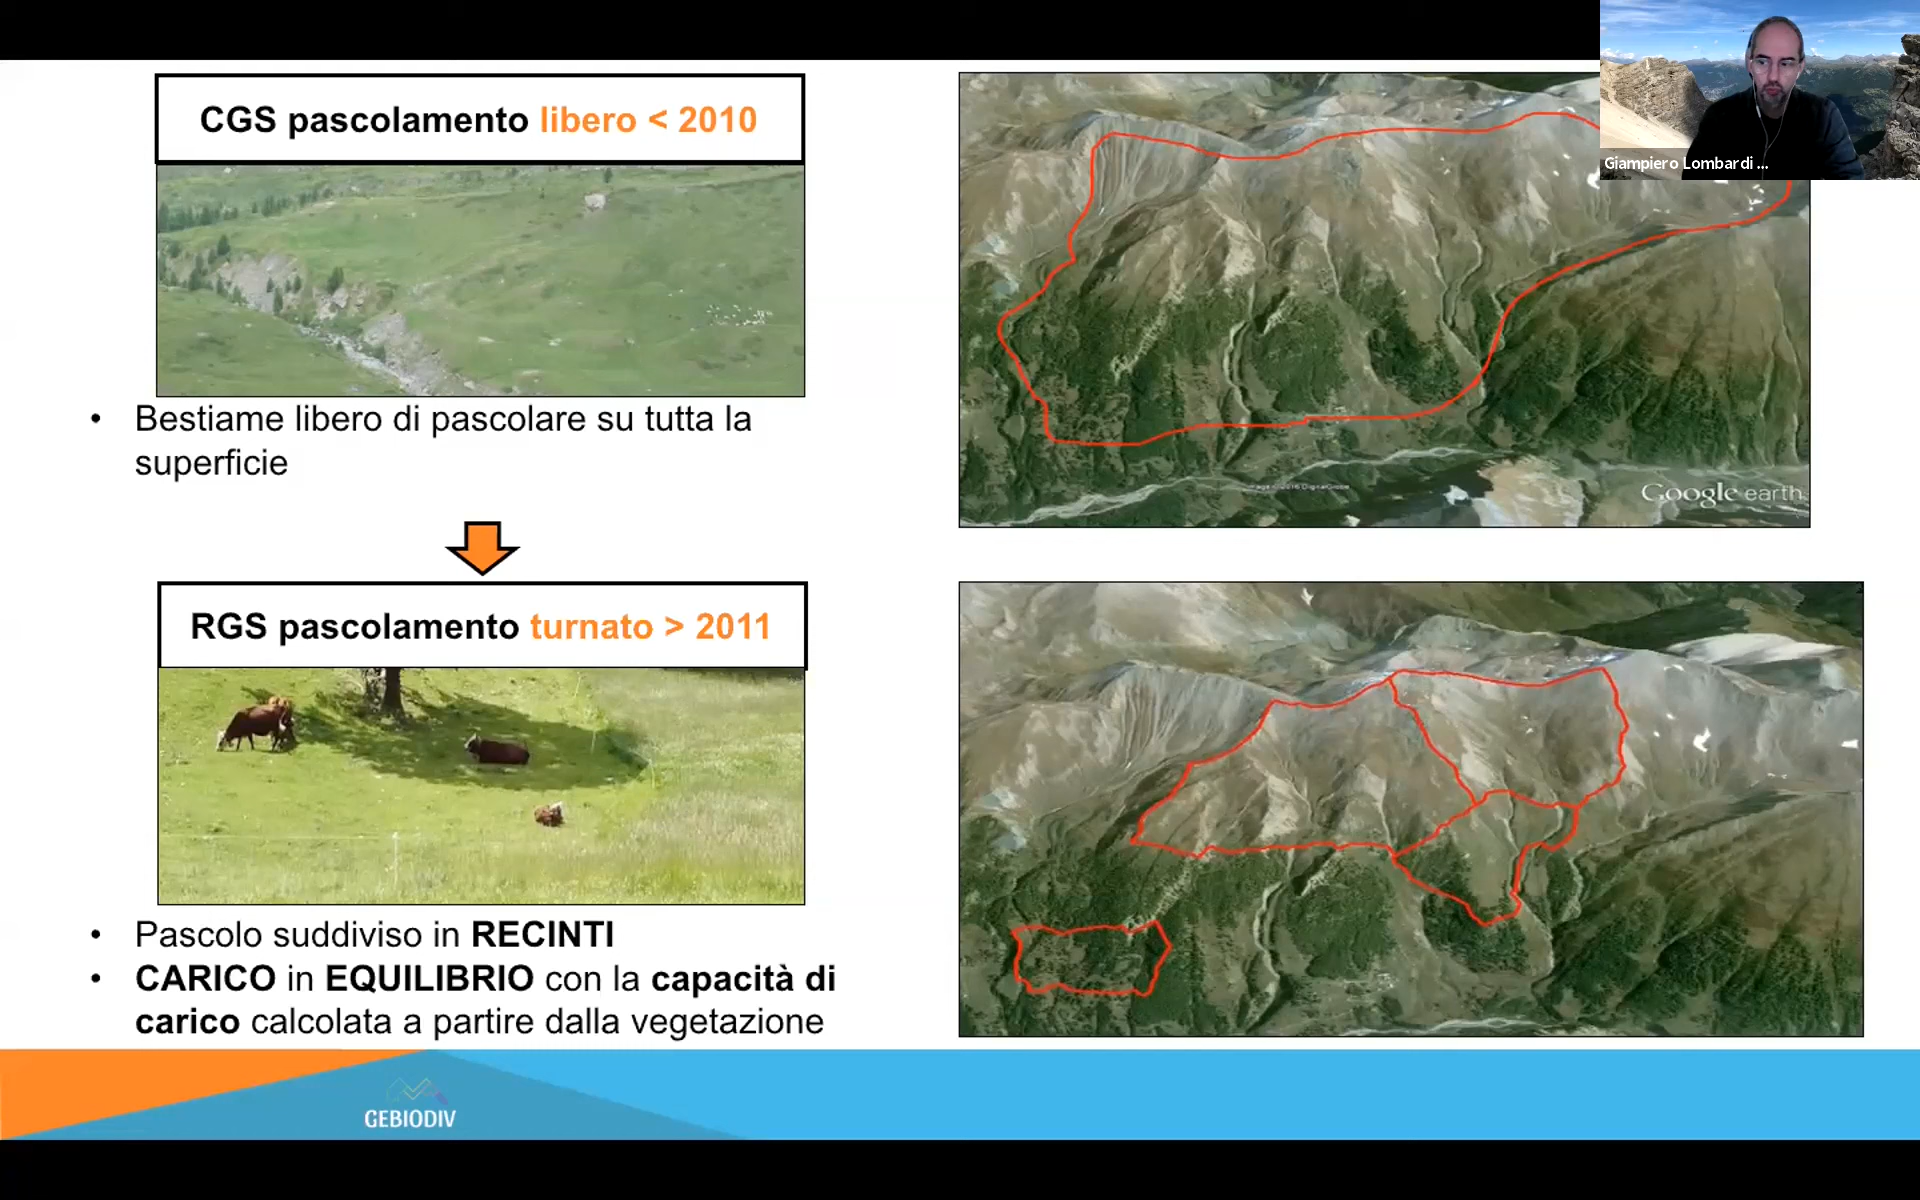 CGS pascolamento libero < 2010
Giampiero Lombardi ...
• Bestiame libero di pascolare su tutta la
superficie
Google earth
RGS pascolamento turnato > 2011
• Pascolo suddiviso in RECINTI
• CARICO in EQUILIBRIO con la capacità di
carico calcolata a partire dalla vegetazione
GEBIODIV